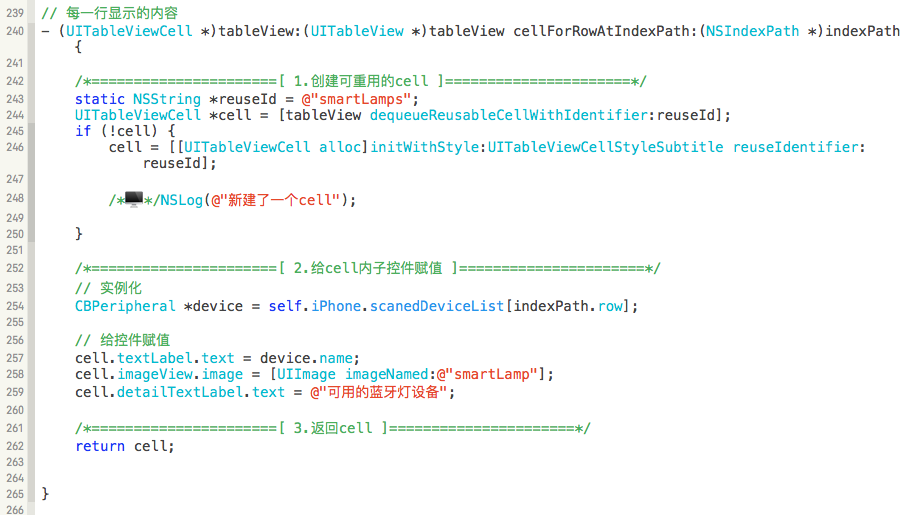 239 // 每一行显示的内容
240 - (UITableViewCell *)tableView:(UITableView *)tableView cellForRowAtIndexPath:(NSIndexPath *)indexPath
{
241
242 /*======================[ 1.创建可重用的cell ]======================*/
243 static NSString *reuseId = @"smartLamps";
244 UITableViewCell *cell = [tableView dequeueReusableCellWithIdentifier:reuseId];
245 if (!cell) {
246 cell = [[UITableViewCell alloc]initWithStyle:UITableViewCellStyleSubtitle reuseIdentifier:
reuseId];
247
248 /*🖥*/NSLog(@"新建了一个cell");
249
250 }
251
252 /*======================[ 2.给cell内子控件赋值 ]======================*/
253 // 实例化
254 CBPeripheral *device = self.iPhone.scanedDeviceList[indexPath.row];
255
256 // 给控件赋值
257 cell.textLabel.text = device.name;
258 cell.imageView.image = [UIImage imageNamed:@"smartLamp"];
259 cell.detailTextLabel.text = @"可用的蓝牙灯设备";
260
261 /*======================[ 3.返回cell ]======================*/
262 return cell;
263
264
265 }
266